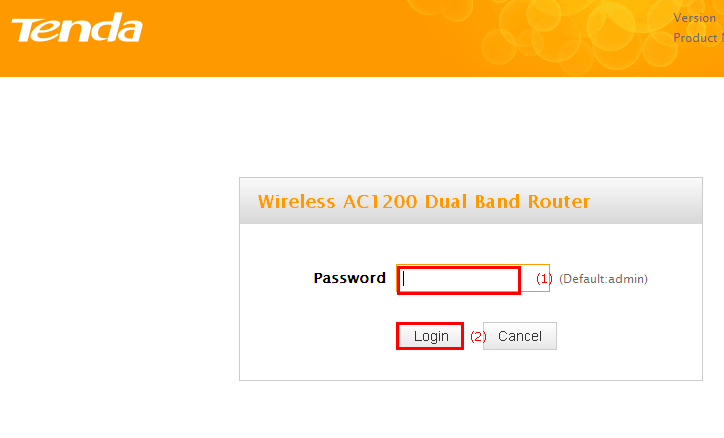 Tenda
Version
Product
Wireless AC1200 Dual Band Router
Password (1) (Default:admin)
Login (2) Cancel